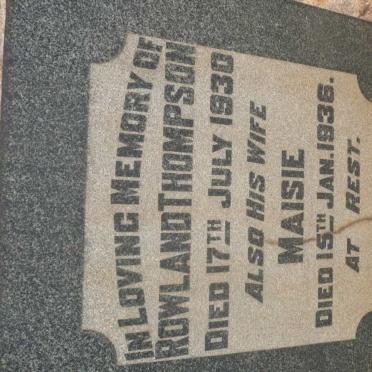 IN LOVING MEMORY OF
ROWLAND THOMPSON
DIED 17TH JULY 1930
ALSO HIS WIFE
MAISIE
DIED 15TH JAN. 1936.
AT REST.